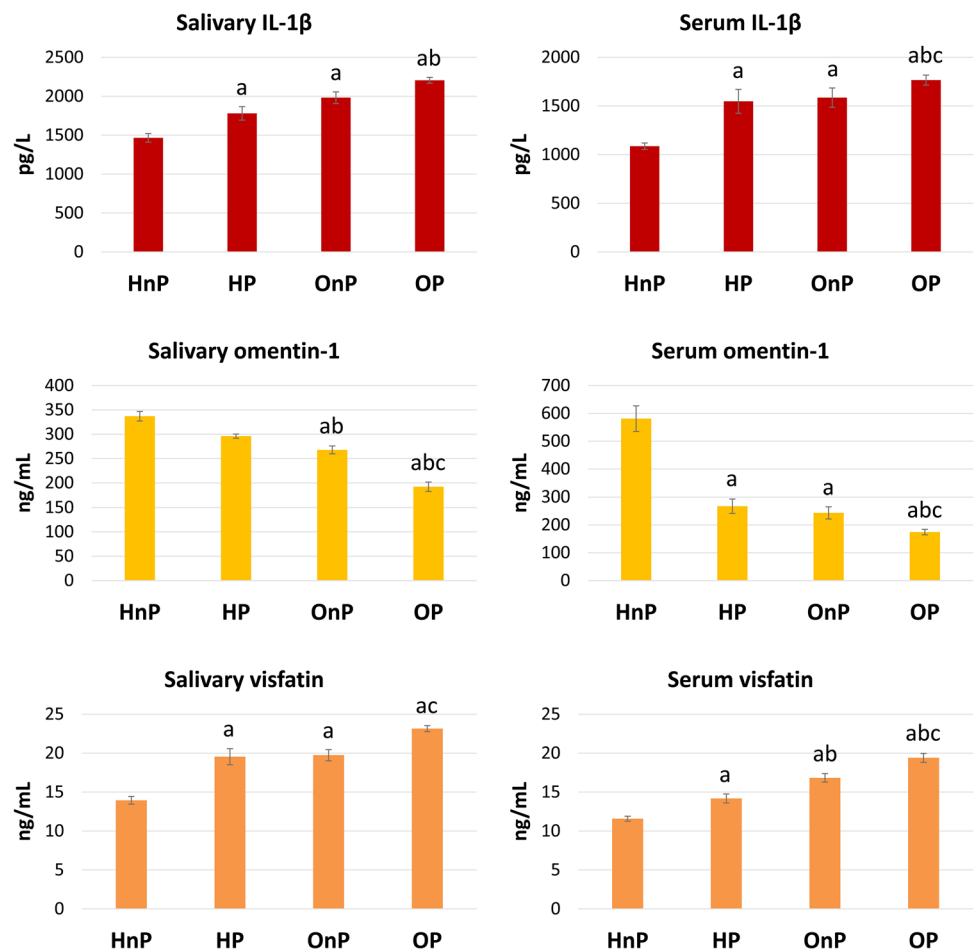 Salivary IL-1β
pg/L
2500
2000
1500
1000
500
0
a
a
ab
HnP HP OnP OP
Serum IL-1β
pg/L
2000
1500
1000
500
0
a
a
abc
HnP HP OnP OP
Salivary omentin-1
ng/mL
400
350
300
250
200
150
100
50
0
ab
abc
HnP HP OnP OP
Serum omentin-1
ng/mL
700
600
500
400
300
200
100
0
a
a
abc
HnP HP OnP OP
Salivary visfatin
ng/mL
25
20
15
10
5
0
a
a
ac
HnP HP OnP OP
Serum visfatin
ng/mL
25
20
15
10
5
0
a
ab
abc
HnP HP OnP OP